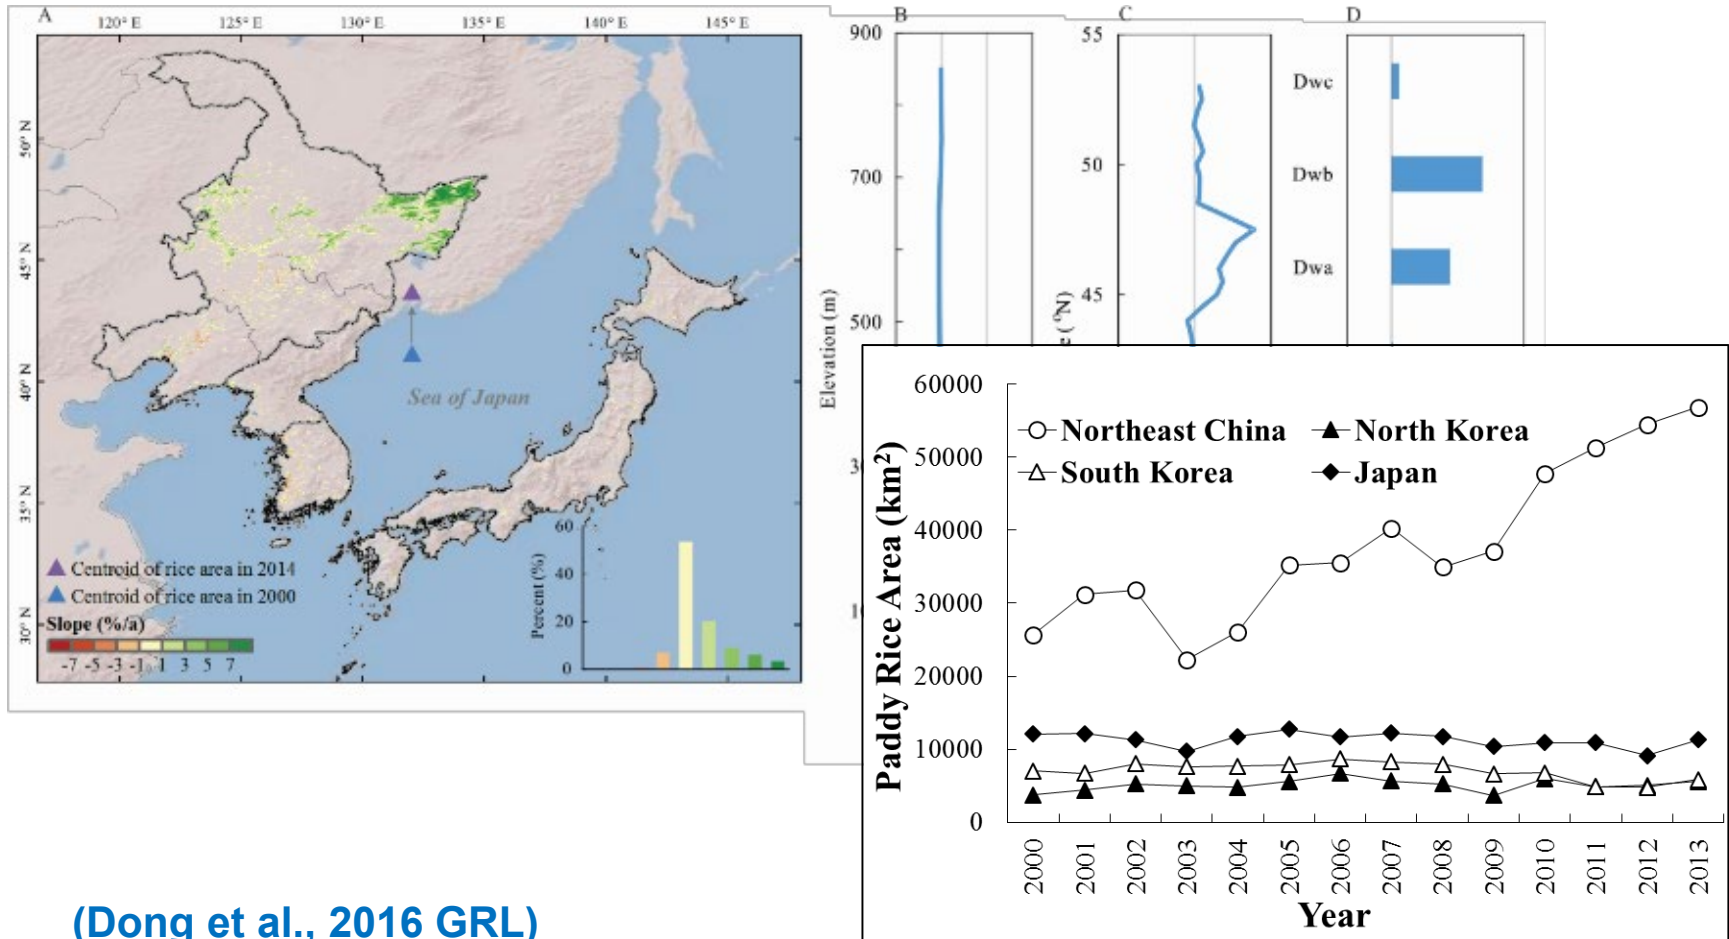 A
120° E 125° E 130° E 135° E 140° E 145° E
50° N
45° N
40° N
35° N
30° N
Sea of Japan
Centroid of rice area in 2014
Centroid of rice area in 2000
Slope (%/a)
-7 -5 -3 -1 1 3 5 7
Percent (%)
60
40
20
0
B
900
700
500
Elevation (m)
C
55
50
45
(°N)
D
Dwc
Dwb
Dwa
60000
50000
40000
30000
20000
10000
0
Paddy Rice Area (km²)
Northeast China North Korea
South Korea Japan
2000 2001 2002 2003 2004 2005 2006 2007 2008 2009 2010 2011 2012 2013
Year
(Dong et al., 2016 GRL)